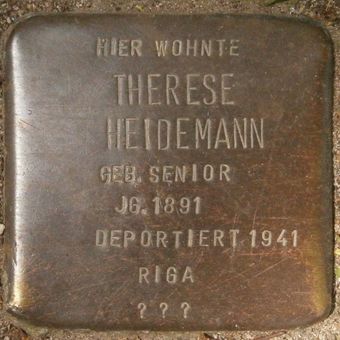 HIER WOHNTE
THERESE
HEIDEMANN
GEB. SENIOR
JG. 1891
DEPORTIERT 1941
RIGA
? ? ?